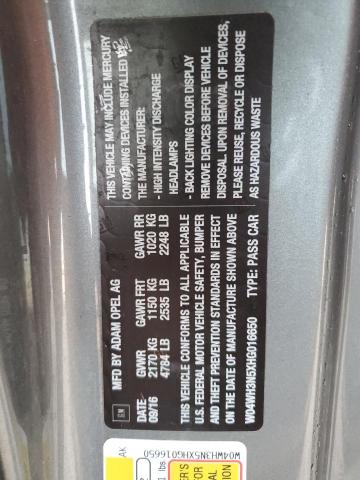 MFD BY ADAM OPEL AG
DATE GVWR GAWR FRT GAWR RR
09/16 2170 KG 1150 KG 1020 KG
4784 LB 2535 LB 2248 LB
THIS VEHICLE CONFORMS TO ALL APPLICABLE
U.S. FEDERAL MOTOR VEHICLE SAFETY, BUMPER
AND THEFT PREVENTION STANDARDS IN EFFECT
ON THE DATE OF MANUFACTURE SHOWN ABOVE
W04WH3N5XHG016650 TYPE: PASS CAR
GM
THIS VEHICLE MAY INCLUDE MERCURY
CONTAINING DEVICES INSTALLED BY
THE MANUFACTURER:
- HIGH INTENSITY DISCHARGE
HEADLAMPS
- BACK LIGHTING COLOR DISPLAY
REMOVE DEVICES BEFORE VEHICLE
DISPOSAL. UPON REMOVAL OF DEVICES,
PLEASE REUSE, RECYCLE OR DISPOSE
AS HAZARDOUS WASTE
AK
W04WH3N5XHG016650
lbs